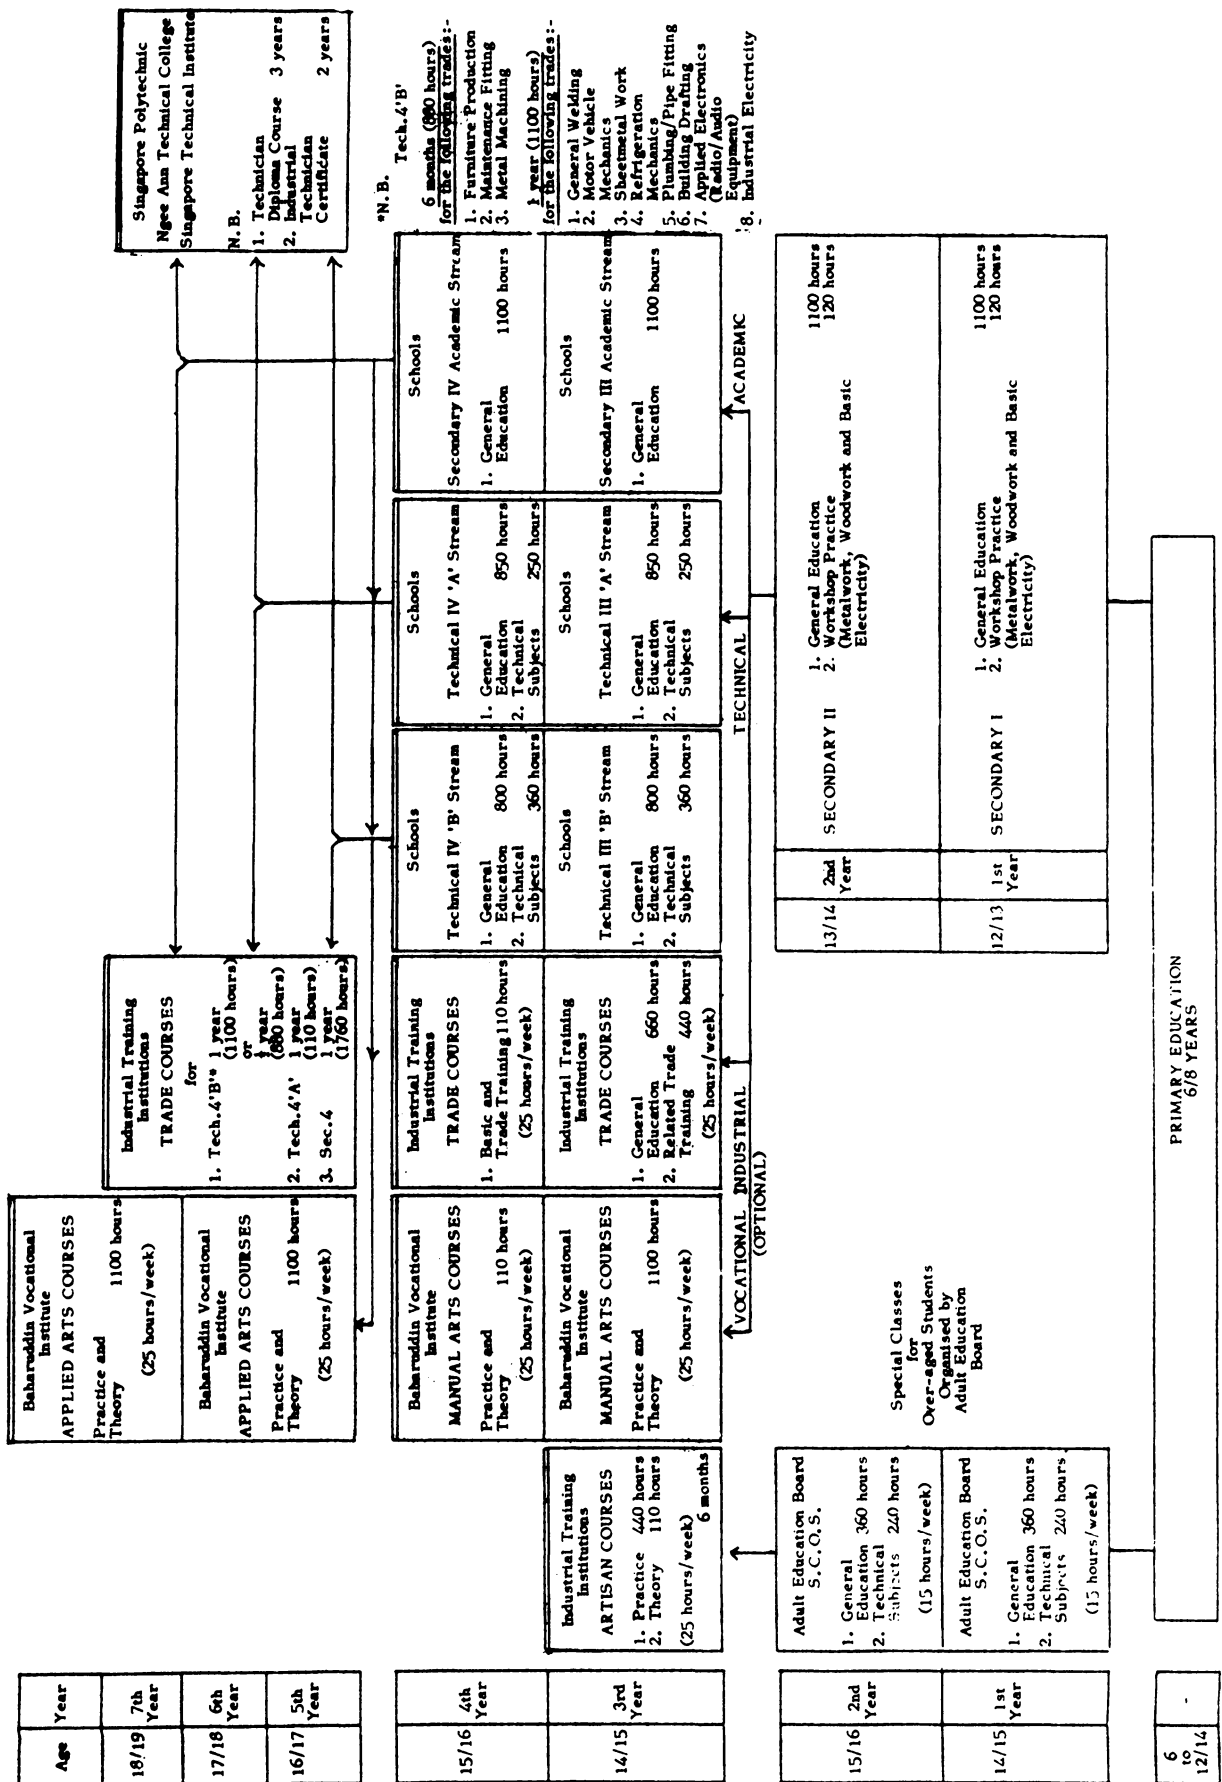 Age
Year
18/19
7th
Year
17/18
6th
Year
16/17
5th
Year
15/16
4th
Year
14/15
3rd
Year
15/16
2nd
Year
14/15
1st
Year
6
to
12/14
-
Baharuddin Vocational
Institute
APPLIED ARTS COURSES
Practice and
Theory 1100 hours
(25 hours/week)
Baharuddin Vocational
Institute
APPLIED ARTS COURSES
Practice and
Theory 1100 hours
(25 hours/week)
Industrial Training
Institutions
TRADE COURSES
for
1. Tech.4'B'* 1 year
(1100 hours)
or
½ year
(880 hours)
2. Tech.4'A' 1 year
(110 hours)
3. Sec.4 1 year
(1760 hours)
Singapore Polytechnic
Ngee Ann Technical College
Singapore Technical Institute
N.B.
1. Technician
Diploma Course 3 years
2. Industrial
Technician
Certificate 2 years
*N.B.
Tech.4'B'
6 months (880 hours)
for the following trades:-
1. Furniture Production
2. Maintenance Fitting
3. Metal Machining
1 year (1100 hours)
for the following trades:-
1. General Welding
2. Motor Vehicle
Mechanics
3. Sheetmetal Work
4. Refrigeration
Mechanics
5. Plumbing/Pipe Fitting
6. Building Drafting
7. Applied Electronics
(Radio/Audio
Equipment)
8. Industrial Electricity
Baharuddin Vocational
Institute
MANUAL ARTS COURSES
Practice and
Theory 110 hours
(25 hours/week)
Industrial Training
Institutions
TRADE COURSES
1. Basic and
Trade Training 110 hours
(25 hours/week)
Schools
Technical IV 'B' Stream
1. General
Education 800 hours
2. Technical
Subjects 360 hours
Schools
Technical IV 'A' Stream
1. General
Education 850 hours
2. Technical
Subjects 250 hours
Schools
Secondary IV Academic Stream
1. General
Education 1100 hours
Industrial Training
Institutions
ARTISAN COURSES
1. Practice 440 hours
2. Theory 110 hours
(25 hours/week)
6 months
Baharuddin Vocational
Institute
MANUAL ARTS COURSES
Practice and
Theory 1100 hours
(25 hours/week)
Industrial Training
Institutions
TRADE COURSES
1. General
Education 660 hours
2. Related Trade
Training 440 hours
(25 hours/week)
Schools
Technical III 'B' Stream
1. General
Education 800 hours
2. Technical
Subjects 360 hours
Schools
Technical III 'A' Stream
1. General
Education 850 hours
2. Technical
Subjects 250 hours
Schools
Secondary III Academic Stream
1. General
Education 1100 hours
VOCATIONAL INDUSTRIAL
(OPTIONAL)
TECHNICAL
ACADEMIC
Adult Education Board
S.C.O.S.
1. General
Education 360 hours
2. Technical
Subjects 240 hours
(15 hours/week)
Adult Education Board
S.C.O.S.
1. General
Education 360 hours
2. Technical
Subjects 240 hours
(15 hours/week)
Special Classes
for
Over-aged Students
Organised by
Adult Education
Board
13/14
2nd
Year
SECONDARY II
1. General Education 1100 hours
2. Workshop Practice 120 hours
(Metalwork, Woodwork and Basic
Electricity)
12/13
1st
Year
SECONDARY I
1. General Education 1100 hours
2. Workshop Practice 120 hours
(Metalwork, Woodwork and Basic
Electricity)
PRIMARY EDUCATION
6/8 YEARS